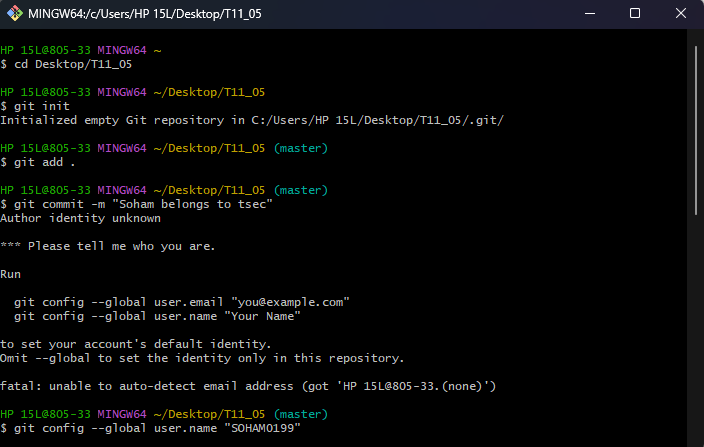 MINGW64:/c/Users/HP 15L/Desktop/T11_05
HP 15L@805-33 MINGW64 ~
$ cd Desktop/T11_05
HP 15L@805-33 MINGW64 ~/Desktop/T11_05
$ git init
Initialized empty Git repository in C:/Users/HP 15L/Desktop/T11_05/.git/
HP 15L@805-33 MINGW64 ~/Desktop/T11_05 (master)
$ git add .
HP 15L@805-33 MINGW64 ~/Desktop/T11_05 (master)
$ git commit -m "Soham belongs to tsec"
Author identity unknown
*** Please tell me who you are.
Run
git config --global user.email "you@example.com"
git config --global user.name "Your Name"
to set your account's default identity.
Omit --global to set the identity only in this repository.
fatal: unable to auto-detect email address (got 'HP 15L@805-33.(none)')
HP 15L@805-33 MINGW64 ~/Desktop/T11_05 (master)
$ git config --global user.name "SOHAM0199"